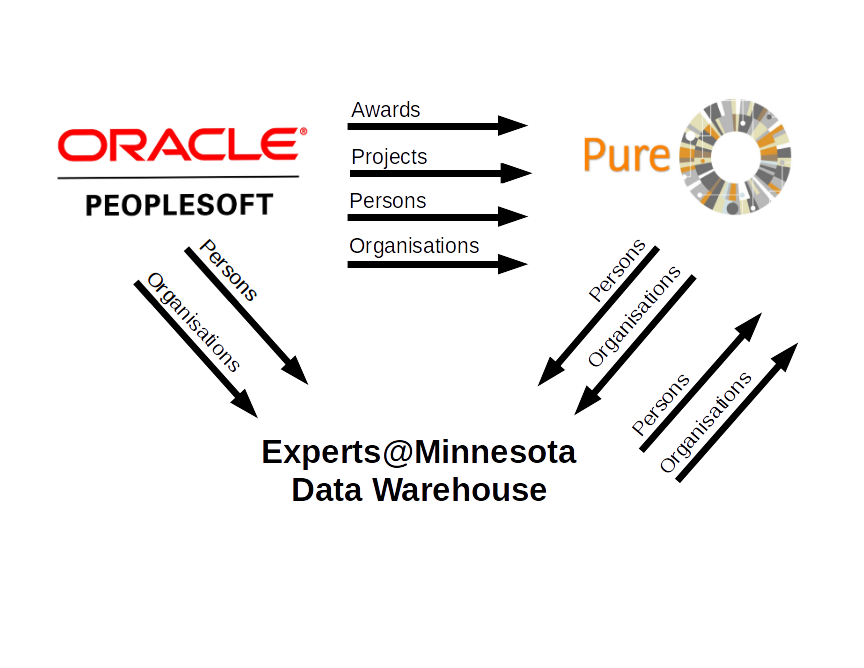 ORACLE®
PEOPLESOFT
Awards
Projects
Persons
Organisations
Pure
Persons
Organisations
Persons
Organisations
Persons
Organisations
Experts@Minnesota
Data Warehouse